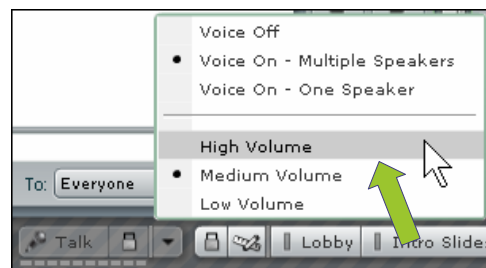 Voice Off
Voice On - Multiple Speakers
Voice On - One Speaker
High Volume
Medium Volume
Low Volume
To: Everyone
Talk Lobby Intro Slide